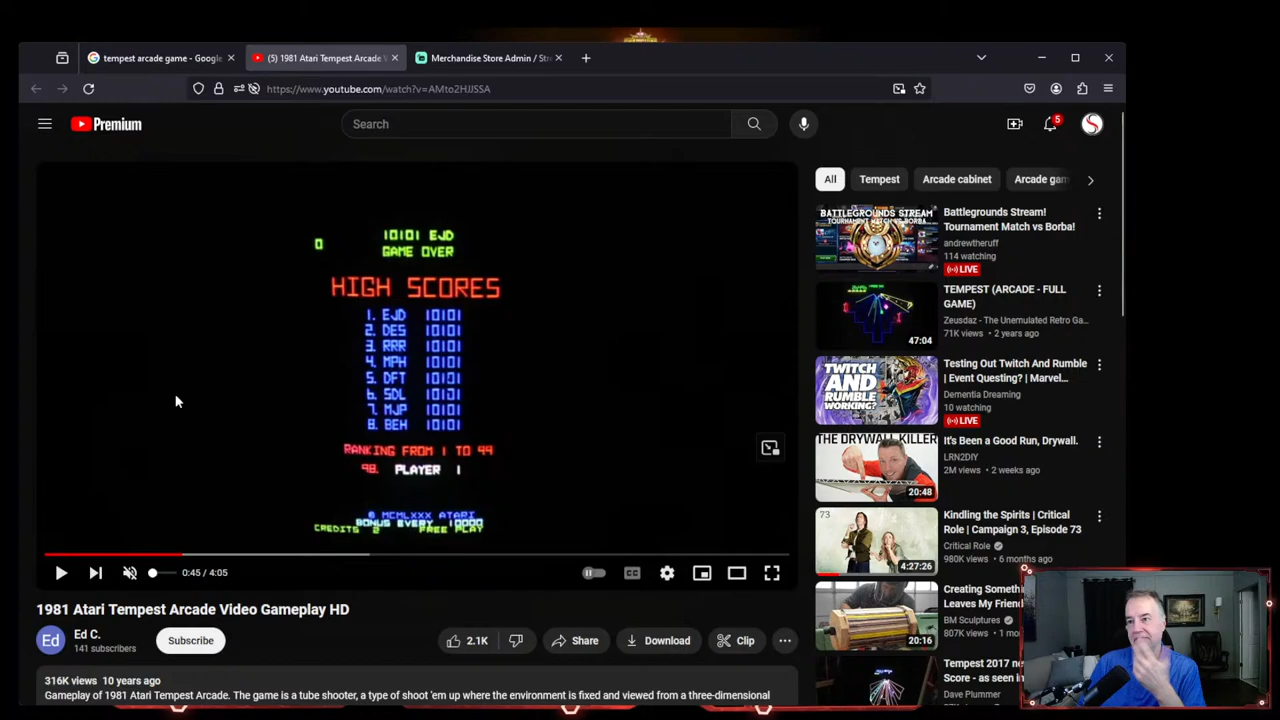 tempest arcade game - Google
(5) 1981 Atari Tempest Arcade V
Merchandise Store Admin / Str
https://www.youtube.com/watch?v=AMto2HJJSSA
Premium
Search
5
All
Tempest
Arcade cabinet
Arcade gam
0
10101 EJD
GAME OVER
HIGH SCORES
1. EJD 10101
2. DES 10101
3. RRR 10101
4. MPH 10101
5. DFT 10101
6. SDL 10101
7. MJP 10101
8. BEH 10101
RANKING FROM 1 TO 99
98. PLAYER 1
© MCMLXXX ATARI
BONUS EVERY 10000
CREDITS 2 FREE PLAY
0:45 / 4:05
1981 Atari Tempest Arcade Video Gameplay HD
Ed
Ed C.
141 subscribers
Subscribe
2.1K
Share
Download
Clip
316K views 10 years ago
Gameplay of 1981 Atari Tempest Arcade. The game is a tube shooter, a type of shoot 'em up where the environment is fixed and viewed from a three-dimensional
BATTLEGROUNDS STREAM
TOURNAMENT MATCH VS BORBA!
Battlegrounds Stream!
Tournament Match vs Borba!
andrewtheruff
114 watching
LIVE
47:04
TEMPEST (ARCADE - FULL
GAME)
Zeusdaz - The Unemulated Retro Ga...
71K views • 2 years ago
TWITCH
AND
RUMBLE
WORKING?
Testing Out Twitch And Rumble
| Event Questing? | Marvel...
Dementia Dreaming
10 watching
LIVE
THE DRYWALL KILLER
20:48
It's Been a Good Run, Drywall.
LRN2DIY
2M views • 2 weeks ago
73
4:27:26
Kindling the Spirits | Critical
Role | Campaign 3, Episode 73
Critical Role
• 6 months ago
20:16
Creating Someth
Leaves My Friend
BM Sculptures
807K views • 1 mo
Tempest 2017 ne
Score - as seen i
Dave Plummer